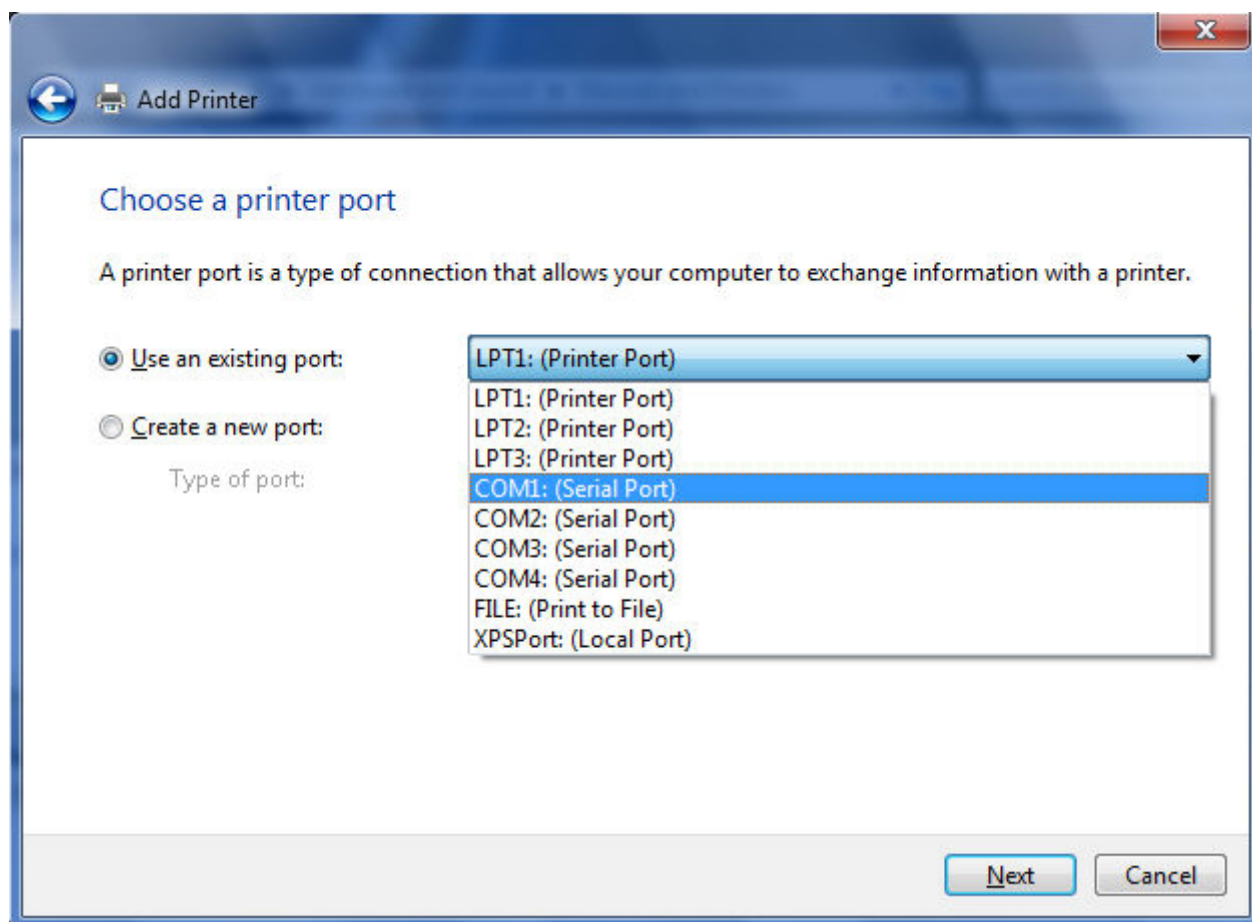 Add Printer
Choose a printer port
A printer port is a type of connection that allows your computer to exchange information with a printer.
Use an existing port:
LPT1: (Printer Port)
LPT1: (Printer Port)
LPT2: (Printer Port)
LPT3: (Printer Port)
COM1: (Serial Port)
COM2: (Serial Port)
COM3: (Serial Port)
COM4: (Serial Port)
FILE: (Print to File)
XPSPort: (Local Port)
Create a new port:
Type of port:
Next
Cancel